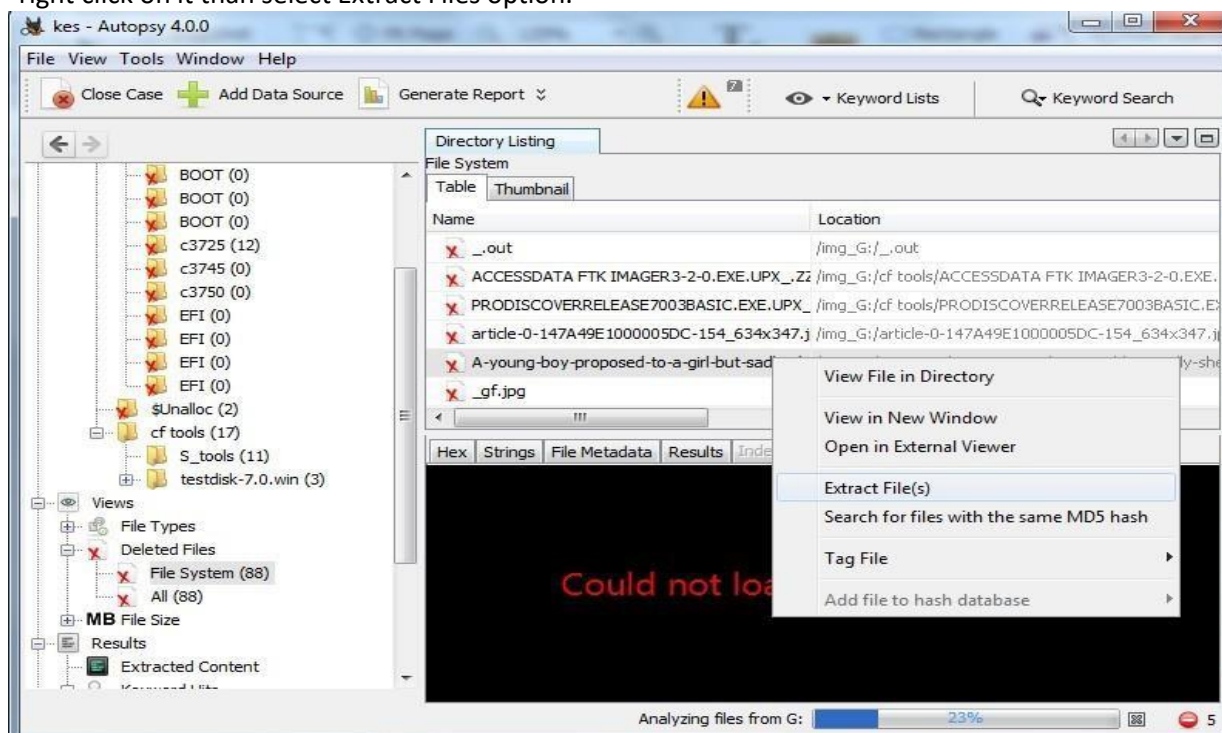 right click on it than select Extract Files option.
kes - Autopsy 4.0.0
File View Tools Window Help
Close Case Add Data Source Generate Report Keyword Lists Keyword Search
Directory Listing
File System
Table Thumbnail
Name Location
BOOT (0)
BOOT (0)
BOOT (0)
c3725 (12)
c3745 (0)
c3750 (0)
EFI (0)
EFI (0)
EFI (0)
EFI (0)
$Unalloc (2)
cf tools (17)
S_tools (11)
testdisk-7.0.win (3)
Views
File Types
Deleted Files
File System (88)
All (88)
MB File Size
Results
Extracted Content
_.out /img_G:/_.out
ACCESSDATA FTK IMAGER3-2-0.EXE.UPX_.ZZ /img_G:/cf tools/ACCESSDATA FTK IMAGER3-2-0.EXE.
PRODISCOVERRELEASE7003BASIC.EXE.UPX_ /img_G:/cf tools/PRODISCOVERRELEASE7003BASIC.EX
article-0-147A49E1000005DC-154_634x347.j /img_G:/article-0-147A49E1000005DC-154_634x347.j
A-young-boy-proposed-to-a-girl-but-sad ly-she
_gf.jpg
Hex Strings File Metadata Results Inde
Could not loa
View File in Directory
View in New Window
Open in External Viewer
Extract File(s)
Search for files with the same MD5 hash
Tag File
Add file to hash database
Analyzing files from G: 23% 5